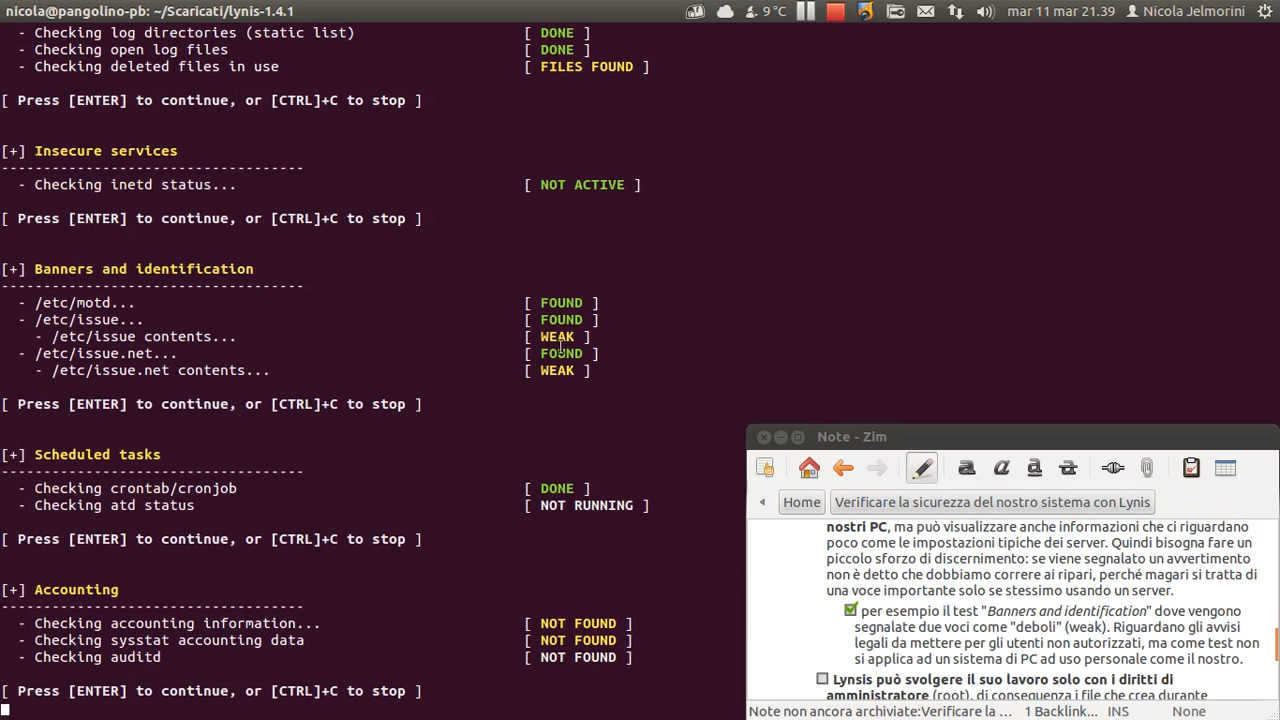 nicola@pangolino-pb: ~/Scaricati/lynis-1.4.1 9 °C mar 11 mar 21.39 Nicola Jelmorini
- Checking log directories (static list) [ DONE ]
- Checking open log files [ DONE ]
- Checking deleted files in use [ FILES FOUND ]
[ Press [ENTER] to continue, or [CTRL]+C to stop ]
[+] Insecure services
------------------------------------
- Checking inetd status... [ NOT ACTIVE ]
[ Press [ENTER] to continue, or [CTRL]+C to stop ]
[+] Banners and identification
------------------------------------
- /etc/motd... [ FOUND ]
- /etc/issue... [ FOUND ]
- /etc/issue contents... [ WEAK ]
- /etc/issue.net... [ FOUND ]
- /etc/issue.net contents... [ WEAK ]
[ Press [ENTER] to continue, or [CTRL]+C to stop ]
[+] Scheduled tasks
------------------------------------
- Checking crontab/cronjob [ DONE ]
- Checking atd status [ NOT RUNNING ]
[ Press [ENTER] to continue, or [CTRL]+C to stop ]
[+] Accounting
------------------------------------
- Checking accounting information... [ NOT FOUND ]
- Checking sysstat accounting data [ NOT FOUND ]
- Checking auditd [ NOT FOUND ]
[ Press [ENTER] to continue, or [CTRL]+C to stop ]
Note - Zim
Home Verificare la sicurezza del nostro sistema con Lynis
nostri PC, ma può visualizzare anche informazioni che ci riguardano
poco come le impostazioni tipiche dei server. Quindi bisogna fare un
piccolo sforzo di discernimento: se viene segnalato un avvertimento
non è detto che dobbiamo correre ai ripari, perché magari si tratta di
una voce importante solo se stessimo usando un server.
per esempio il test "Banners and identification" dove vengono
segnalate due voci come "deboli" (weak). Riguardano gli avvisi
legali da mettere per gli utenti non autorizzati, ma come test non
si applica ad un sistema di PC ad uso personale come il nostro.
Lynsis può svolgere il suo lavoro solo con i diritti di
amministratore (root), di conseguenza i file che crea durante
Note non ancora archiviate:Verificare la ... 1 Backlink... INS None